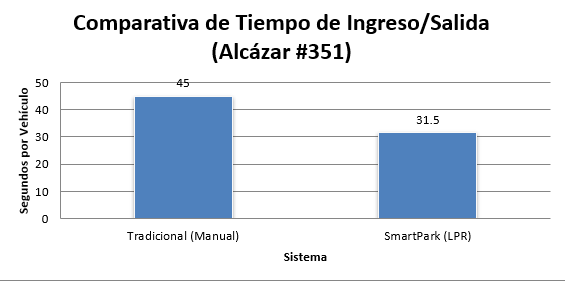 Comparativa de Tiempo de Ingreso/Salida
(Alcázar #351)
Segundos por Vehículo
50
40
30
20
10
0
45
31.5
Tradicional (Manual)
SmartPark (LPR)
Sistema